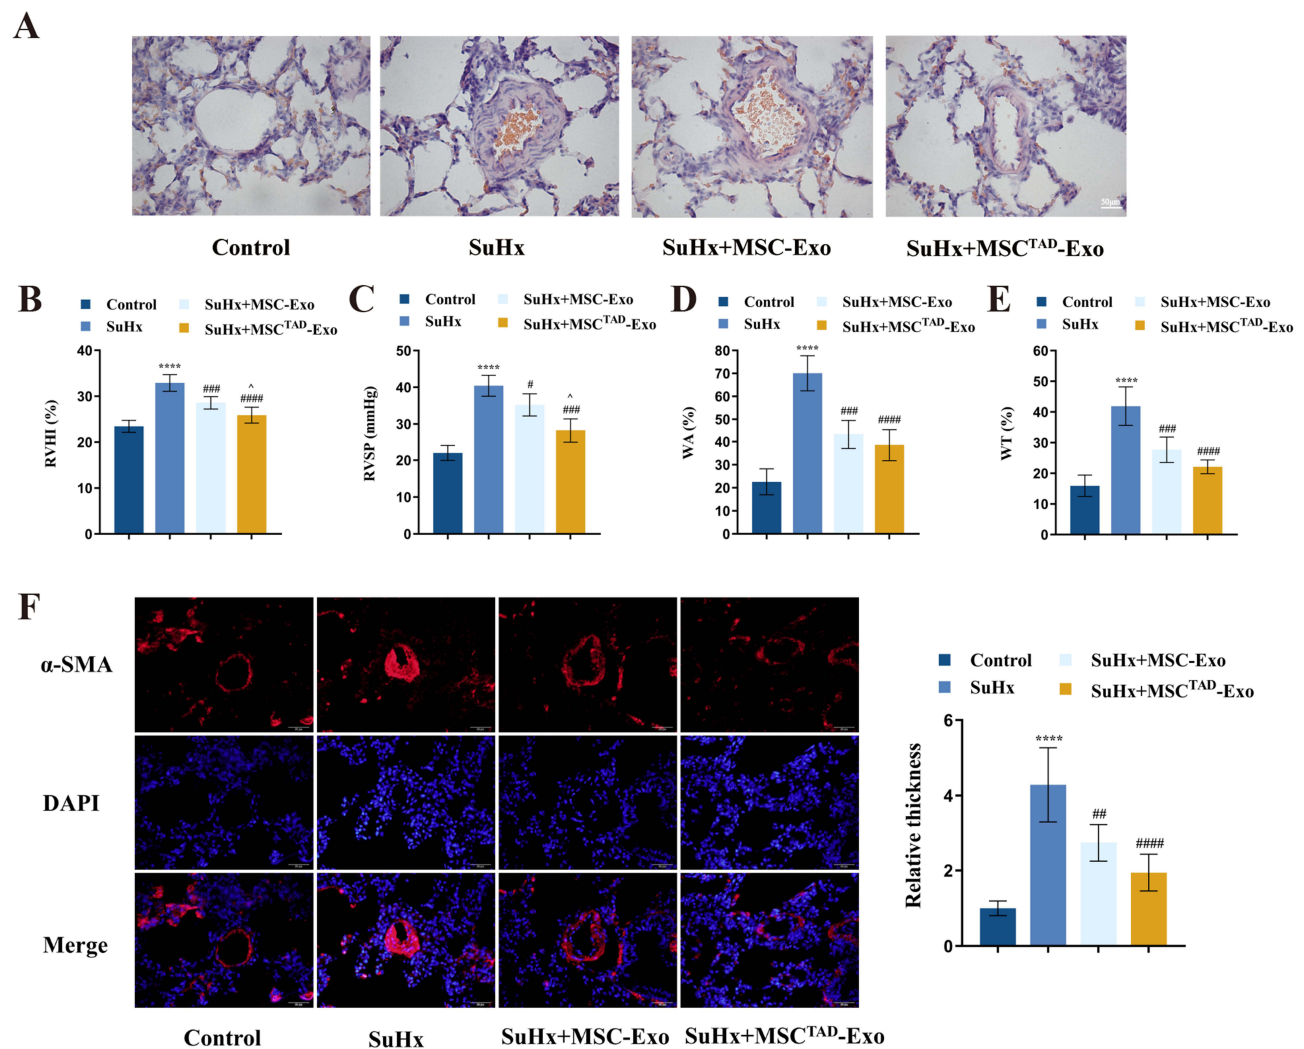 A
50μm
Control
SuHx
SuHx+MSC-Exo
SuHx+MSCᵀᴬᴰ-Exo
B
Control
SuHx+MSC-Exo
SuHx
SuHx+MSCᵀᴬᴰ-Exo
RVHI (%)
40
30
20
10
0
****
###
^
####
C
Control
SuHx+MSC-Exo
SuHx
SuHx+MSCᵀᴬᴰ-Exo
RVSP (mmHg)
50
40
30
20
10
0
****
#
^
###
D
Control
SuHx+MSC-Exo
SuHx
SuHx+MSCᵀᴬᴰ-Exo
WA (%)
80
70
60
50
40
30
20
10
0
****
###
####
E
Control
SuHx+MSC-Exo
SuHx
SuHx+MSCᵀᴬᴰ-Exo
WT (%)
60
50
40
30
20
10
0
****
###
####
F
α-SMA
DAPI
Merge
Control
SuHx
SuHx+MSC-Exo
SuHx+MSCᵀᴬᴰ-Exo
Control
SuHx+MSC-Exo
SuHx
SuHx+MSCᵀᴬᴰ-Exo
Relative thickness
6
4
2
0
****
##
####